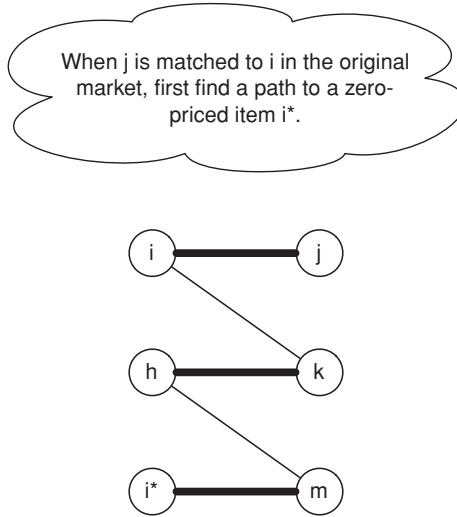 When j is matched to i in the original
market, first find a path to a zero-
priced item i*.
i j
h k
i* m